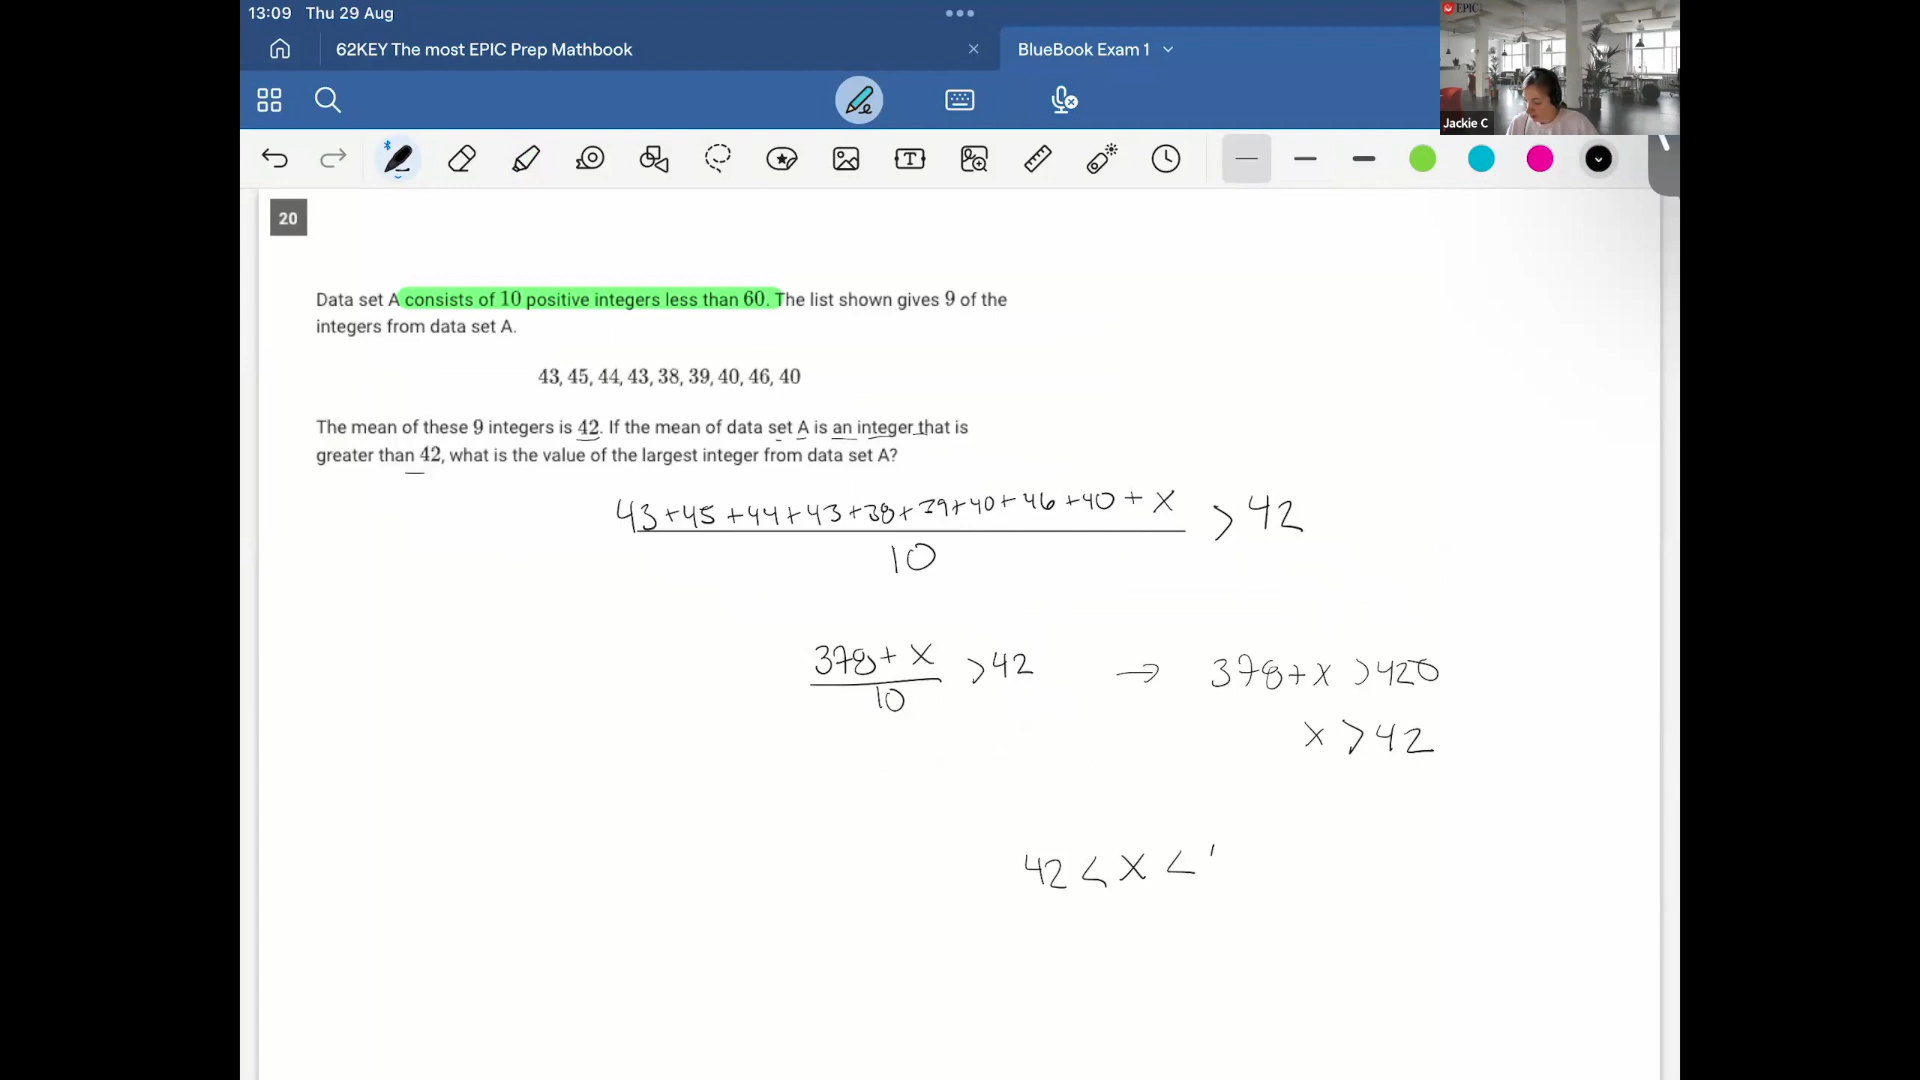 13:09 Thu 29 Aug
EPIC
62KEY The most EPIC Prep Mathbook
BlueBook Exam 1
Jackie C
20
Data set A consists of 10 positive integers less than 60. The list shown gives 9 of the
integers from data set A.
43, 45, 44, 43, 38, 39, 40, 46, 40
The mean of these 9 integers is 42. If the mean of data set A is an integer that is
greater than 42, what is the value of the largest integer from data set A?
43+45+44+43+38+39+40+46+40+x
> 42
10
378+x > 42 → 378+x > 420
10
x > 42
42 < x <